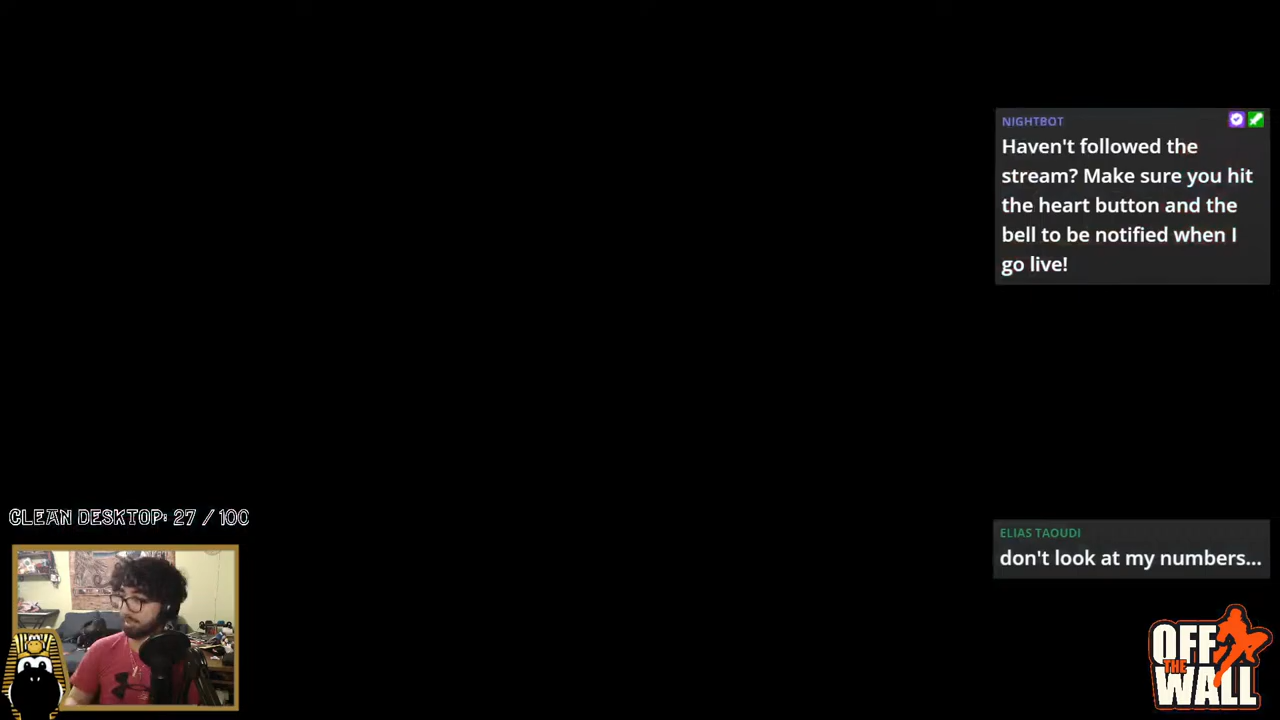 NIGHTBOT
Haven't followed the
stream? Make sure you hit
the heart button and the
bell to be notified when I
go live!
CLEAN DESKTOP: 27 / 100
ELIAS TAOUDI
don't look at my numbers...
OFF
THE
WALL